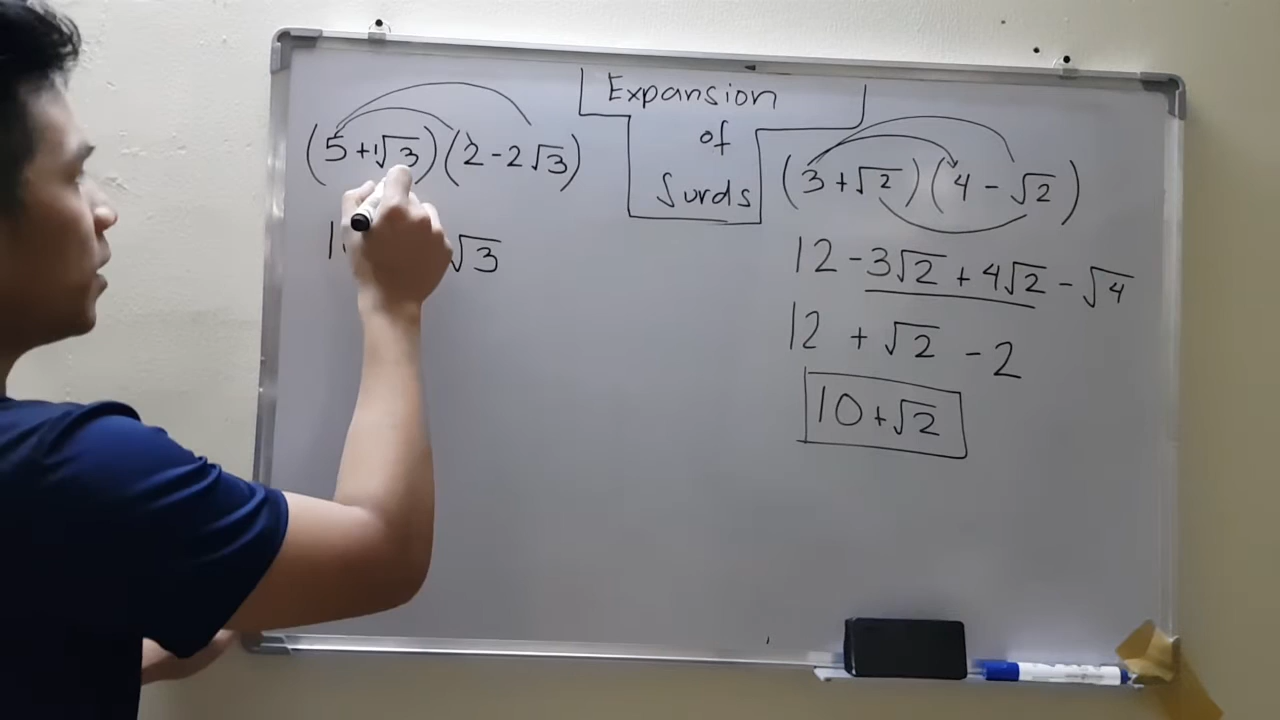 Expansion
of
Surds
(5 + 1√3)(2 - 2√3)
√3
(3 + √2)(4 - √2)
12 - 3√2 + 4√2 - √4
12 + √2 - 2
10 + √2